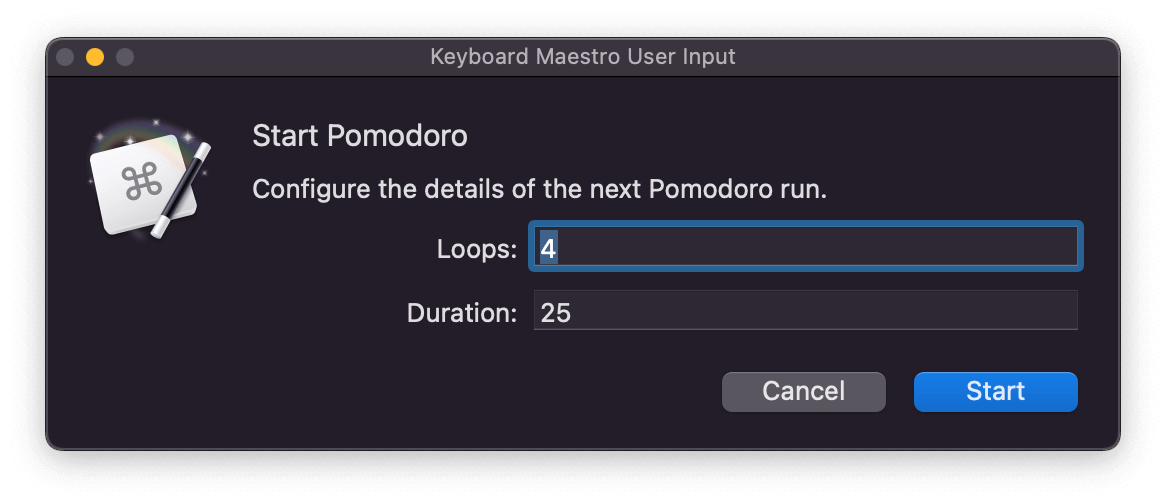 Keyboard Maestro User Input
Start Pomodoro
Configure the details of the next Pomodoro run.
Loops: 4
Duration: 25
Cancel Start